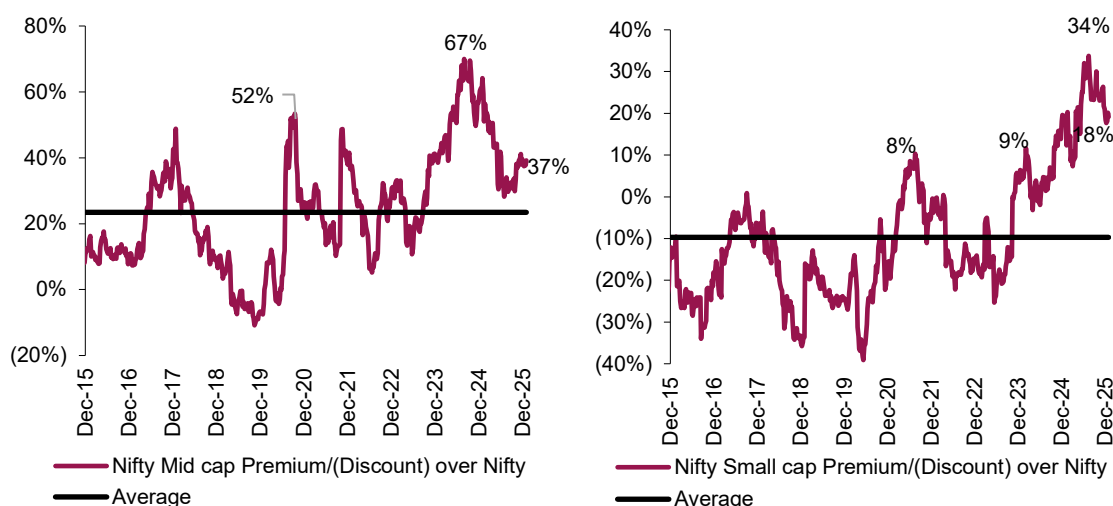 80%
60%
40%
20%
0%
(20%)
52%
67%
37%
Dec-15
Dec-16
Dec-17
Dec-18
Dec-19
Dec-20
Dec-21
Dec-22
Dec-23
Dec-24
Dec-25
Nifty Mid cap Premium/(Discount) over Nifty
Average
40%
30%
20%
10%
0%
(10%)
(20%)
(30%)
(40%)
8%
9%
34%
18%
Dec-15
Dec-16
Dec-17
Dec-18
Dec-19
Dec-20
Dec-21
Dec-22
Dec-23
Dec-24
Dec-25
Nifty Small cap Premium/(Discount) over Nifty
Average